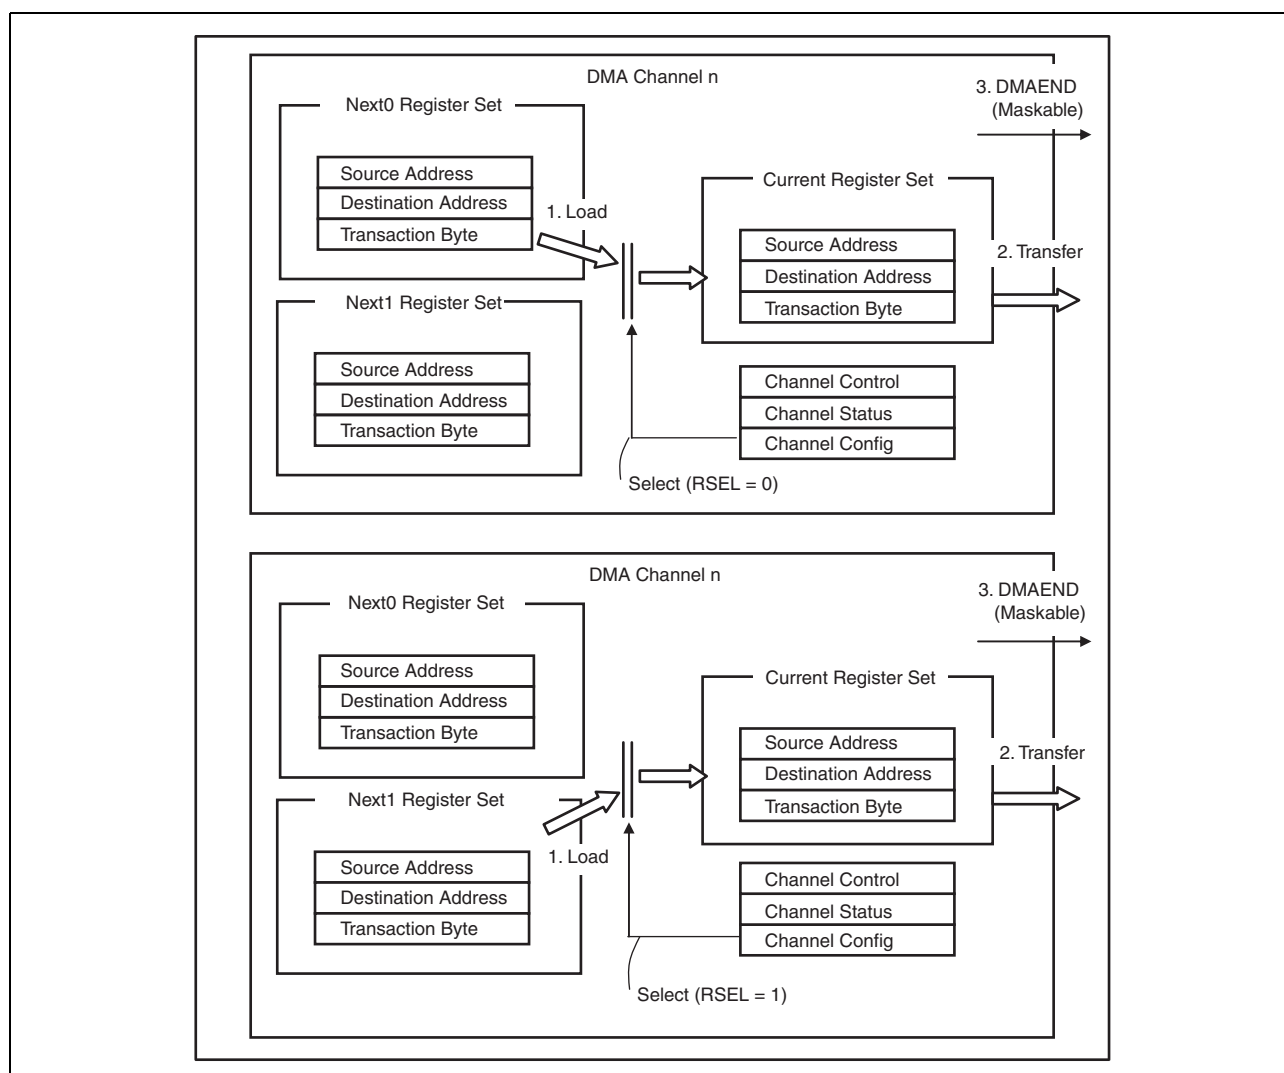 DMA Channel n
3. DMAEND
(Maskable)
Next0 Register Set
Source Address
Destination Address
Transaction Byte
1. Load
Current Register Set
Source Address
Destination Address
Transaction Byte
2. Transfer
Next1 Register Set
Source Address
Destination Address
Transaction Byte
Channel Control
Channel Status
Channel Config
Select (RSEL = 0)
DMA Channel n
3. DMAEND
(Maskable)
Next0 Register Set
Source Address
Destination Address
Transaction Byte
Current Register Set
Source Address
Destination Address
Transaction Byte
2. Transfer
Next1 Register Set
1. Load
Source Address
Destination Address
Transaction Byte
Channel Control
Channel Status
Channel Config
Select (RSEL = 1)